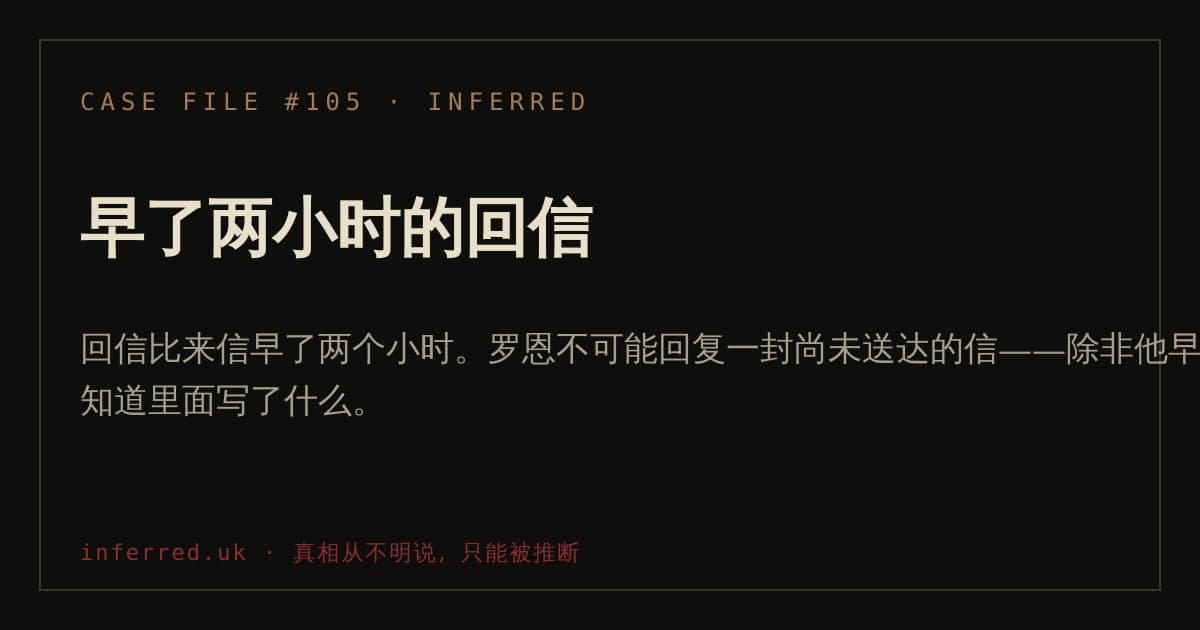 CASE FILE #105 · INFERRED
早了两小时的回信
回信比来信早了两个小时。罗恩不可能回复一封尚未送达的信——除非他早
知道里面写了什么。
inferred.uk · 真相从不明说，只能被推断